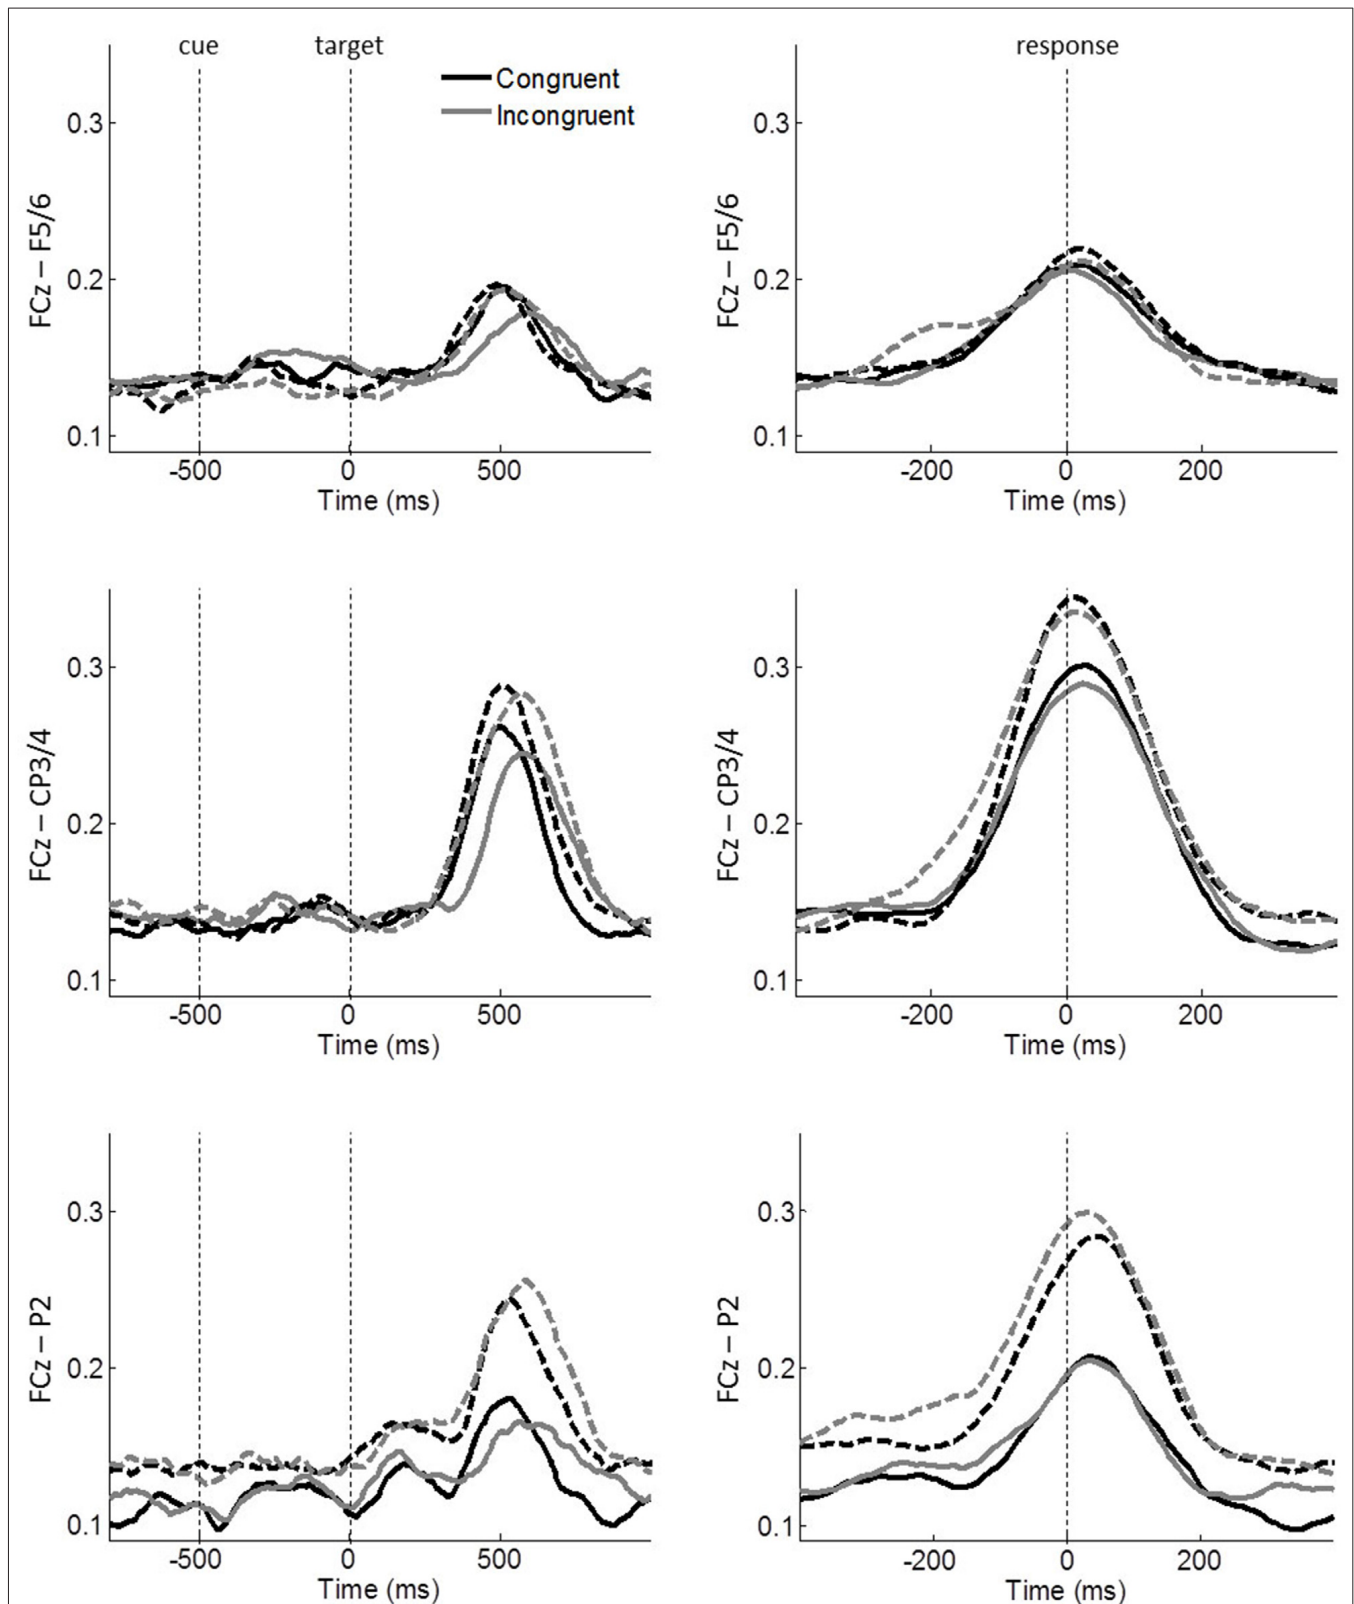 cue
target
response
Congruent
Incongruent
FCz – F5/6
0.3
0.2
0.1
-500
0
500
Time (ms)
FCz – F5/6
0.3
0.2
0.1
-200
0
200
Time (ms)
FCz – CP3/4
0.3
0.2
0.1
-500
0
500
Time (ms)
FCz – CP3/4
0.3
0.2
0.1
-200
0
200
Time (ms)
FCz – P2
0.3
0.2
0.1
-500
0
500
Time (ms)
FCz – P2
0.3
0.2
0.1
-200
0
200
Time (ms)